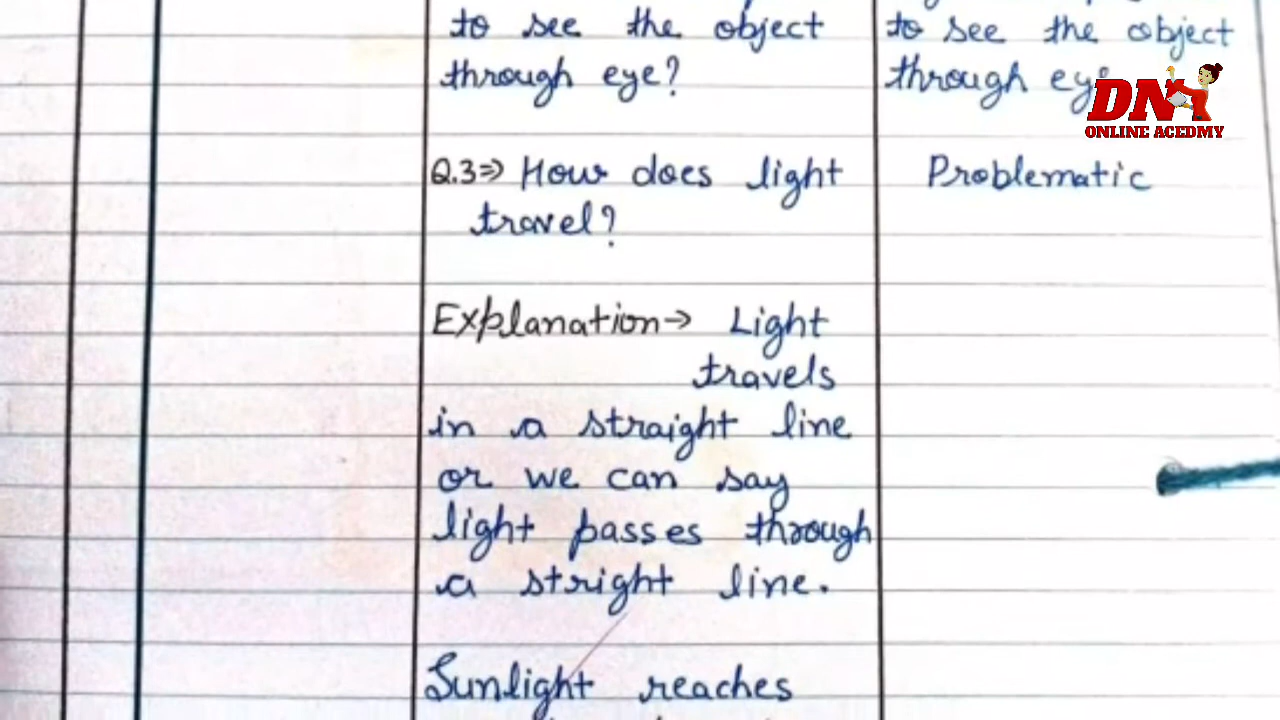 to see the object
through eye?
Q.3⇒ How does light
travel?
Explanation→ Light
travels
in a straight line
or we can say
light passes through
a stright line.
Sunlight reaches
to see the object
through eye
Problematic
DN
ONLINE ACEDMY